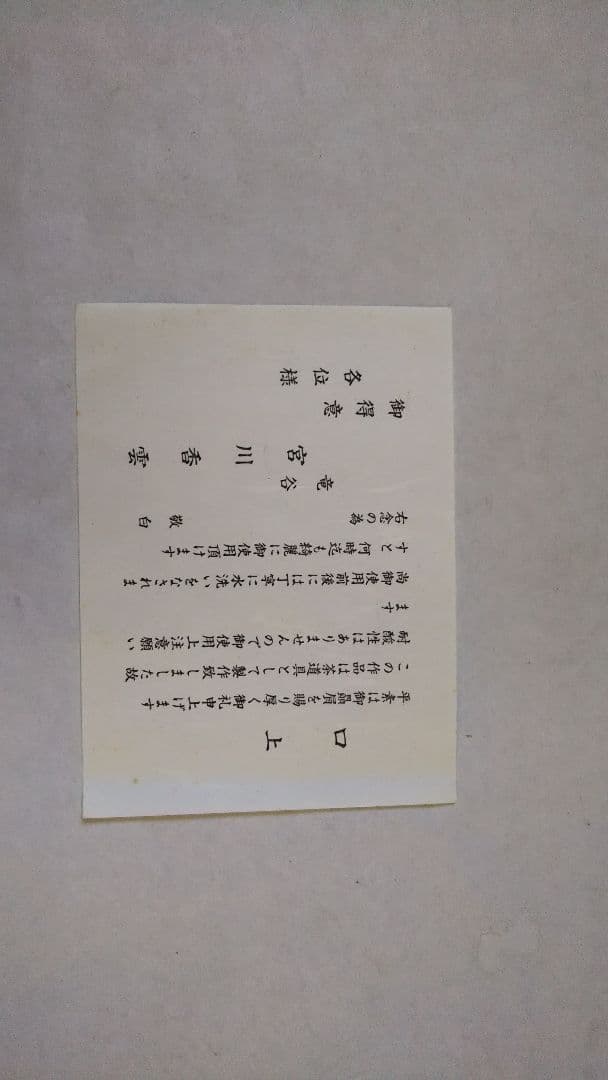 口上
平素は御贔屓を賜り厚く御礼申上げます
この作品は茶道具として製作致しました故
耐酸性はありませんので御使用上注意願い
ます
尚御使用前後には丁寧に水洗いをなされま
すと何時迄も綺麗に御使用頂けます
右念の為 敬白
竜谷
宮川香雲
御得意
各位様